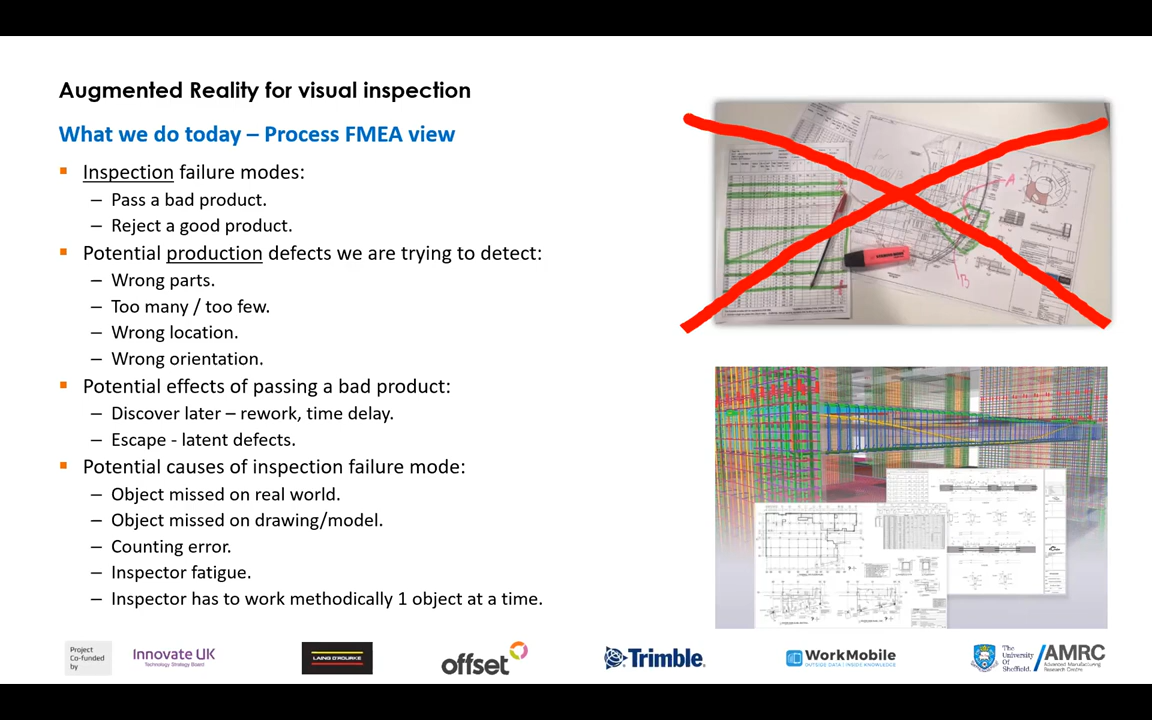 Augmented Reality for visual inspection
What we do today – Process FMEA view
Inspection failure modes:
– Pass a bad product.
– Reject a good product.
Potential production defects we are trying to detect:
– Wrong parts.
– Too many / too few.
– Wrong location.
– Wrong orientation.
Potential effects of passing a bad product:
– Discover later – rework, time delay.
– Escape - latent defects.
Potential causes of inspection failure mode:
– Object missed on real world.
– Object missed on drawing/model.
– Counting error.
– Inspector fatigue.
– Inspector has to work methodically 1 object at a time.
A
B
Project
Co-funded
by
Innovate UK
Technology Strategy Board
LAING O'ROURKE
offset
Trimble.
WorkMobile
OUTSIDE DATA | INSIDE KNOWLEDGE
The
University
Of
Sheffield.
AMRC
Advanced Manufacturing
Research Centre